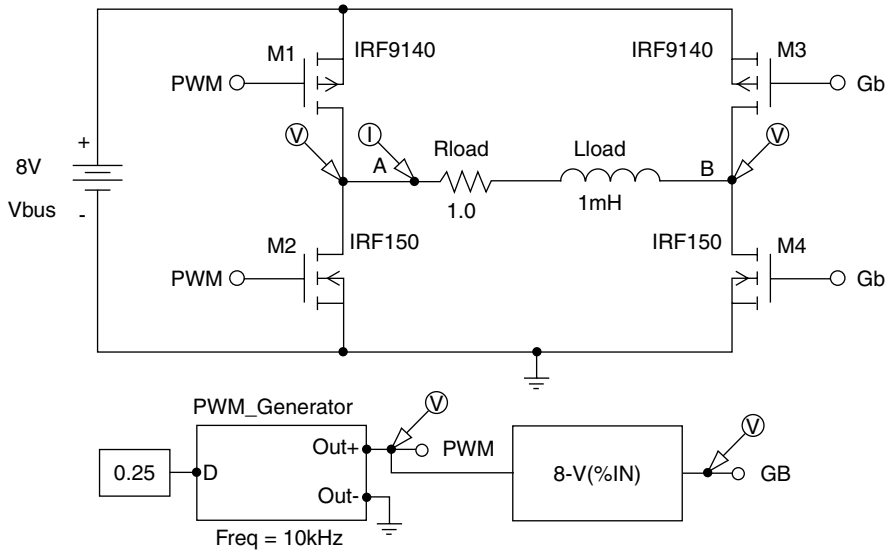 M1
IRF9140
IRF9140
M3
PWM
Gb
V
I
V
+
8V
Vbus
-
A
Rload
1.0
Lload
1mH
B
M2
IRF150
IRF150
M4
PWM
Gb
PWM_Generator
V
V
0.25
D
Out+
Out-
PWM
8-V(%IN)
GB
Freq = 10kHz